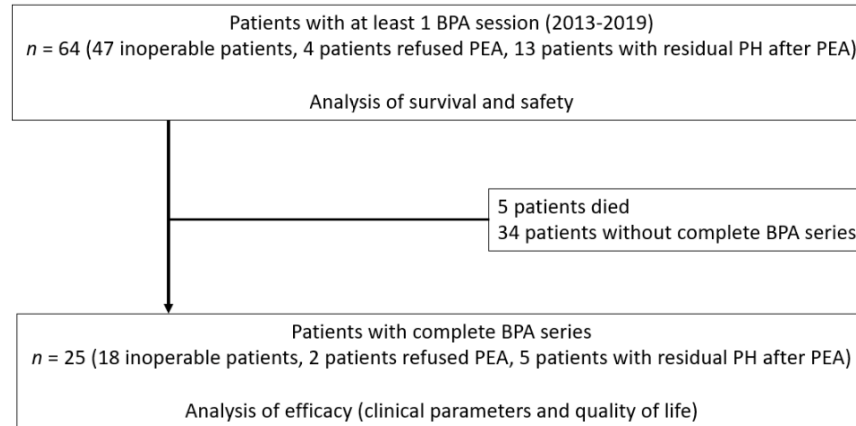 Patients with at least 1 BPA session (2013-2019)
n = 64 (47 inoperable patients, 4 patients refused PEA, 13 patients with residual PH after PEA)
Analysis of survival and safety
5 patients died
34 patients without complete BPA series
Patients with complete BPA series
n = 25 (18 inoperable patients, 2 patients refused PEA, 5 patients with residual PH after PEA)
Analysis of efficacy (clinical parameters and quality of life)